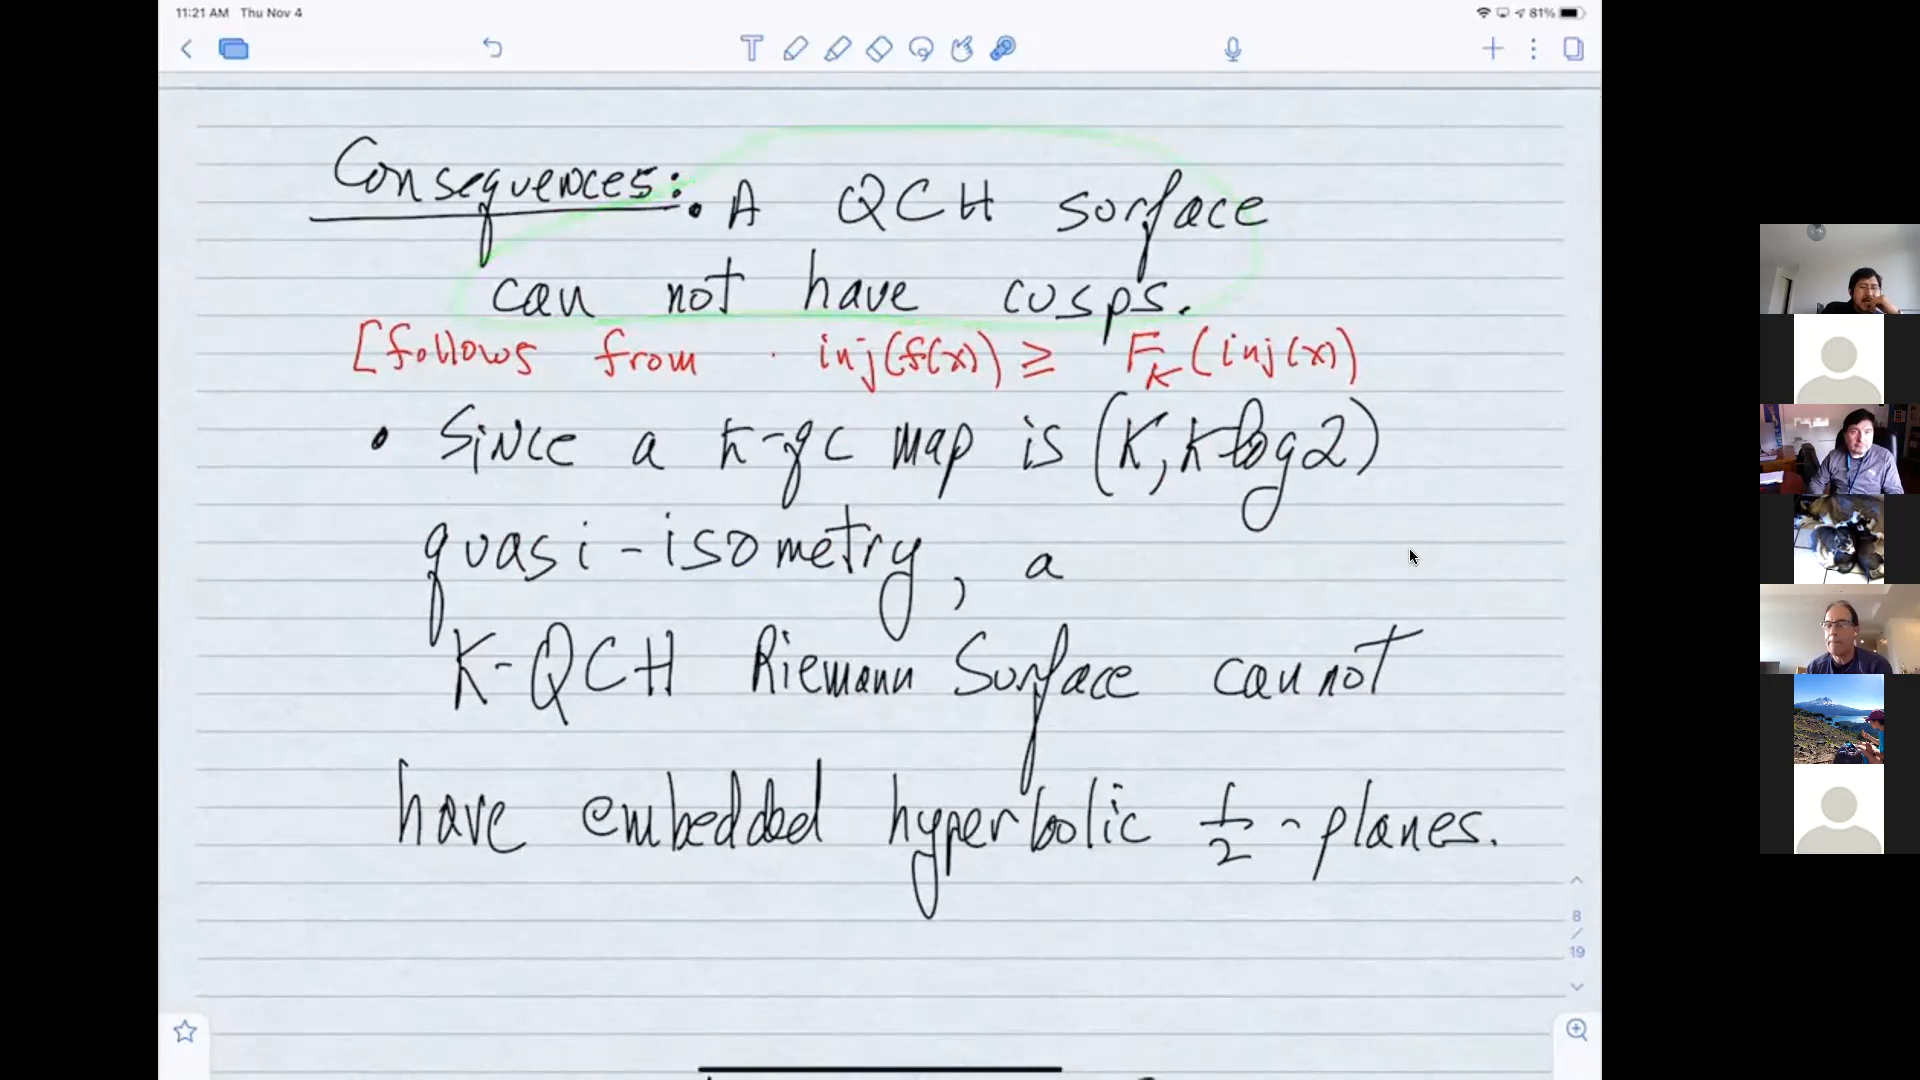 11:21 AM Thu Nov 4
81%
Consequences: • A QCH surface
can not have cusps.
[follows from inj(f(x)) ≥ F_K(inj(x))
• Since a K-qc map is (K, K log 2)
quasi-isometry, a
K-QCH Riemann Surface cannot
have embedded hyperbolic 1/2-planes.
8
/
19